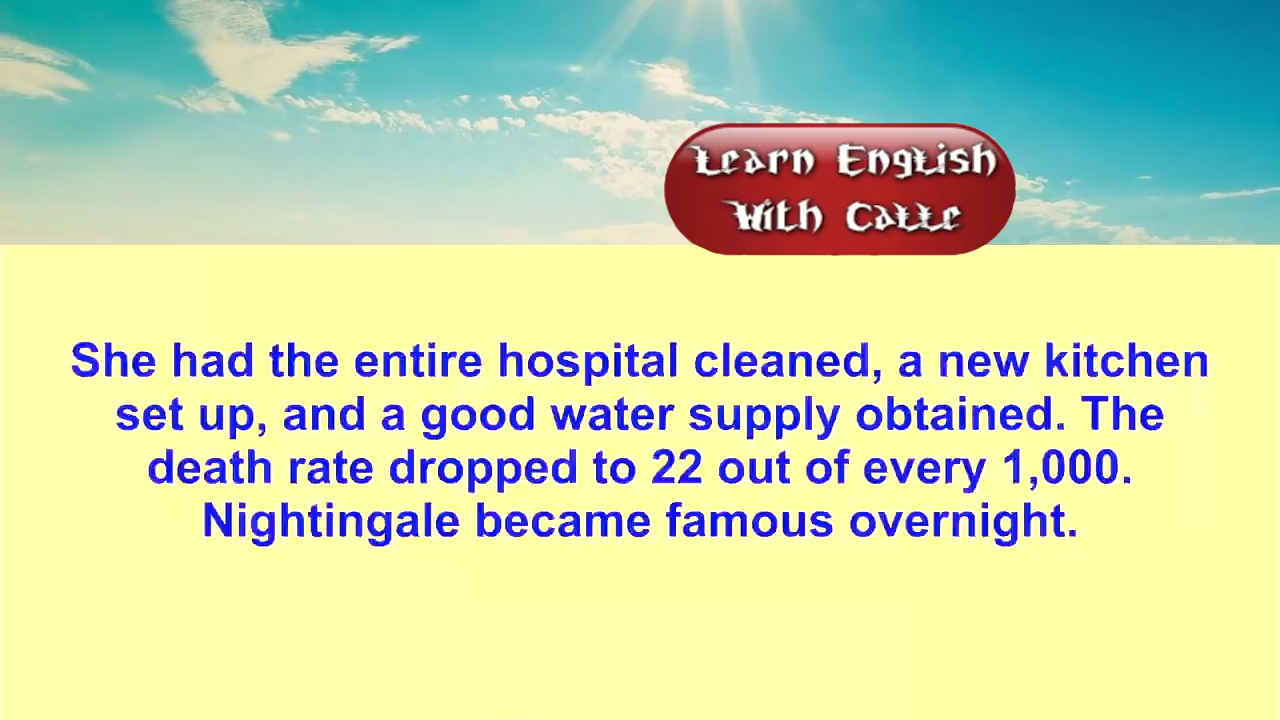 Learn English
With Calle
She had the entire hospital cleaned, a new kitchen
set up, and a good water supply obtained. The
death rate dropped to 22 out of every 1,000.
Nightingale became famous overnight.